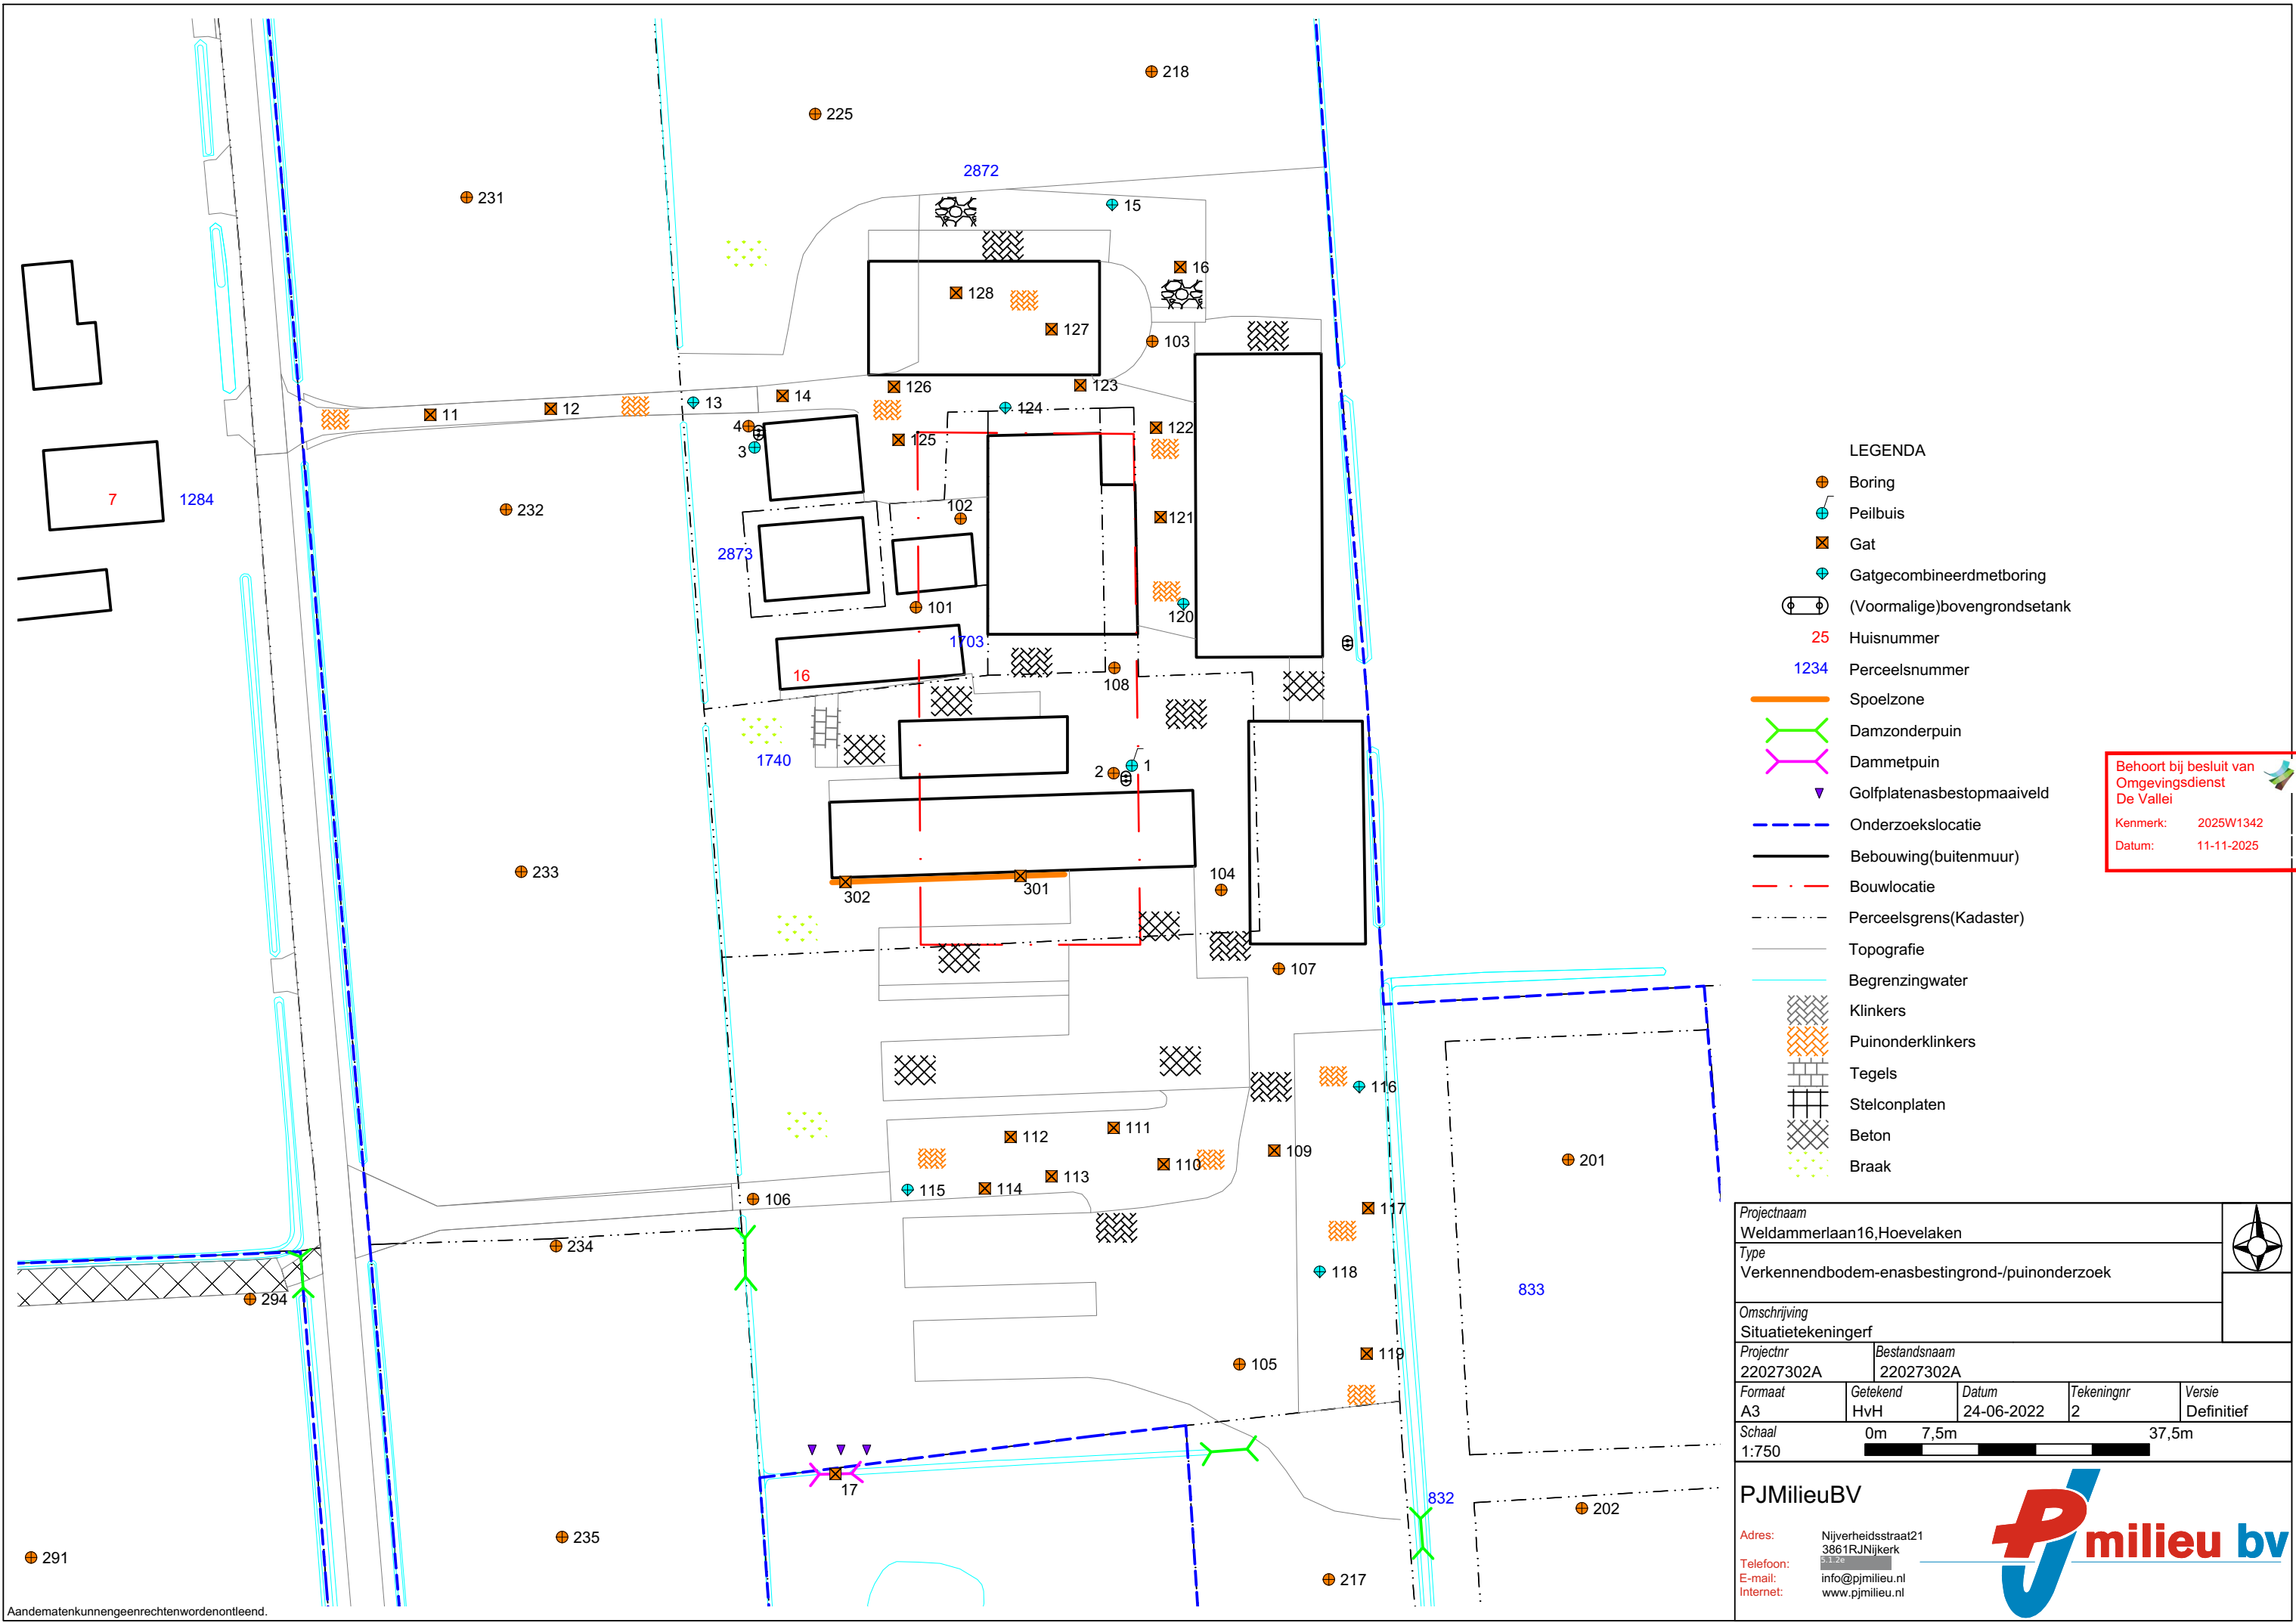 218
225
2872
231
15
16
128
127
103
126
123
14
13
124
11
12
4
122
125
3
7
1284
102
232
121
2873
101
120
1703
16
108
1740
2
1
233
104
302
301
107
116
112
111
109
110
201
113
115
114
106
117
234
118
833
294
119
105
17
832
202
235
291
217
LEGENDA
Boring
Peilbuis
Gat
Gatgecombineerdmetboring
(Voormalige)bovengrondsetank
25 Huisnummer
1234 Perceelsnummer
Spoelzone
Damzonderpuin
Dammetpuin
Golfplatenasbestopmaaiveld
Onderzoekslocatie
Bebouwing(buitenmuur)
Bouwlocatie
Perceelsgrens(Kadaster)
Topografie
Begrenzingwater
Klinkers
Puinonderklinkers
Tegels
Stelconplaten
Beton
Braak
Behoort bij besluit van
Omgevingsdienst
De Vallei
Kenmerk: 2025W1342
Datum: 11-11-2025
Projectnaam
Weldammerlaan16,Hoevelaken
Type
Verkennendbodem-enasbestingrond-/puinonderzoek
Omschrijving
Situatietekeningerf
Projectnr Bestandsnaam
22027302A 22027302A
Formaat Getekend Datum Tekeningnr Versie
A3 HvH 24-06-2022 2 Definitief
Schaal 0m 7,5m 37,5m
1:750
PJMilieuBV
Adres: Nijverheidsstraat21
3861RJNijkerk
Telefoon: 5.1.2e
E-mail: info@pjmilieu.nl
Internet: www.pjmilieu.nl
PJ milieu bv
Aandematenkunnengeenrechtenwordenontleend.